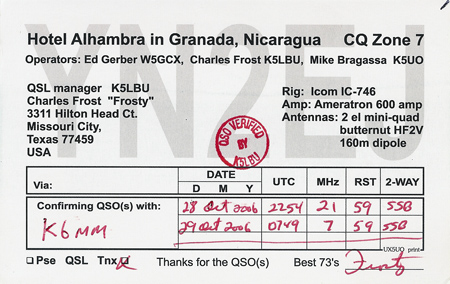 YN2EJ
Hotel Alhambra in Granada, Nicaragua CQ Zone 7
Operators: Ed Gerber W5GCX, Charles Frost K5LBU, Mike Bragassa K5UO
QSL manager K5LBU Rig: Icom IC-746
Charles Frost "Frosty" Amp: Ameratron 600 amp
3311 Hilton Head Ct. Antennas: 2 el mini-quad
Missouri City, butternut HF2V
Texas 77459 160m dipole
USA
QSO VERIFIED
BY
K5LBU
Via: DATE UTC MHz RST 2-WAY
D M Y
Confirming QSO(s) with: 28 Oct 2006 2254 21 59 SSB
K6MM 29 Oct 2006 0749 7 59 SSB
UX5UO print
Pse QSL Tnx Thanks for the QSO(s) Best 73's Frosty